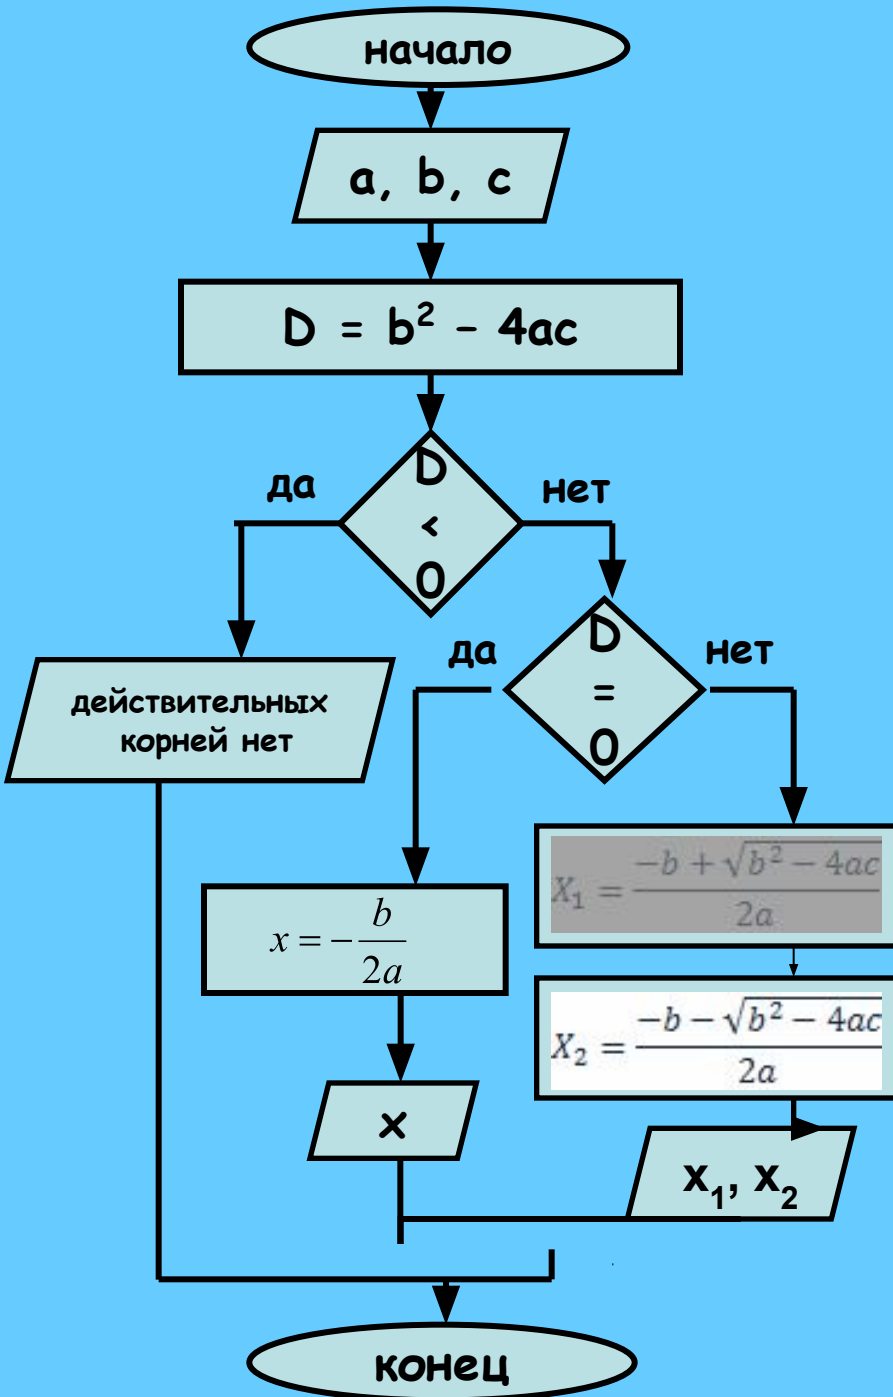 начало
a, b, c
D = b² - 4ac
да
нет
D
<
0
да
нет
D
=
0
действительных
корней нет
X₁ = (-b + √(b² - 4ac)) / 2a
x = - b / 2a
X₂ = (-b - √(b² - 4ac)) / 2a
x
x₁, x₂
конец